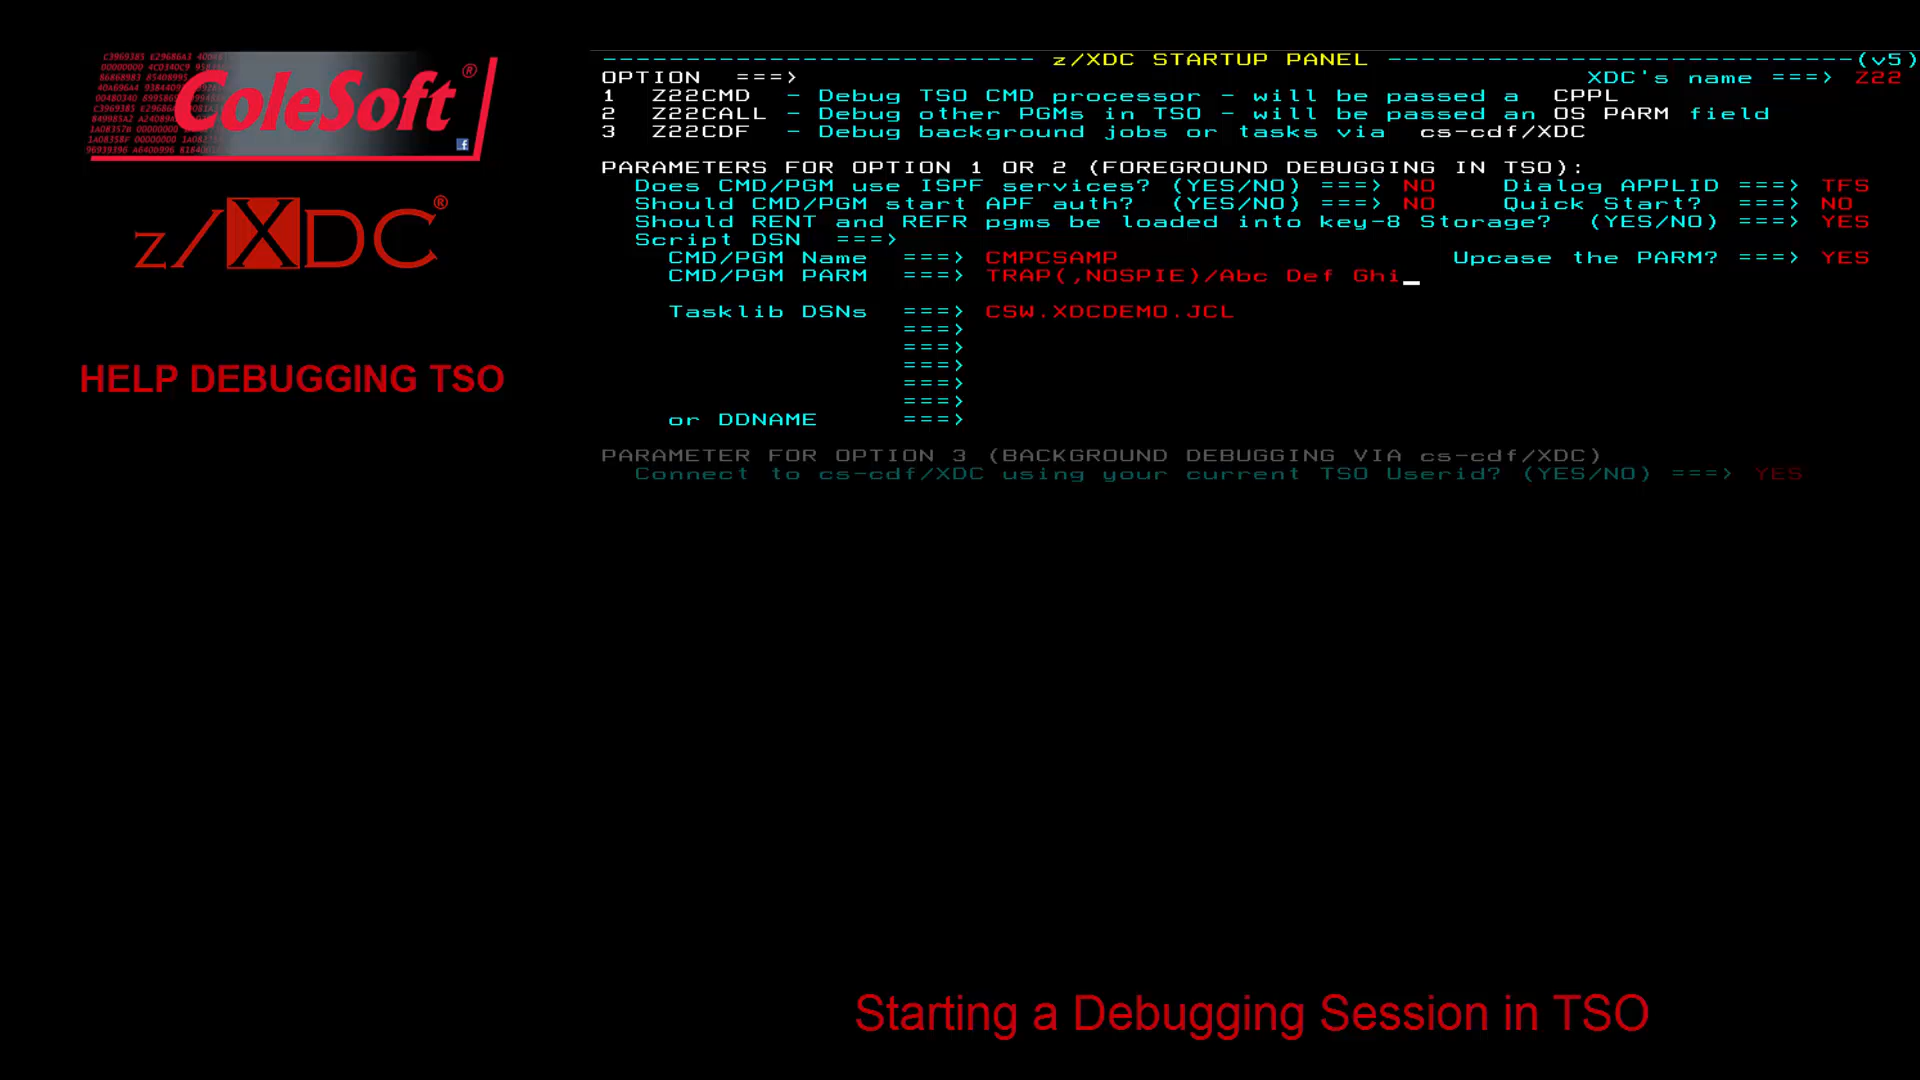 ColeSoft®
z/XDC®
HELP DEBUGGING TSO
-------------------------- z/XDC STARTUP PANEL ----------------------------(v5)
OPTION ===> XDC's name ===> Z22
1 Z22CMD - Debug TSO CMD processor - will be passed a CPPL
2 Z22CALL - Debug other PGMs in TSO - will be passed an OS PARM field
3 Z22CDF - Debug background jobs or tasks via cs-cdf/XDC
PARAMETERS FOR OPTION 1 OR 2 (FOREGROUND DEBUGGING IN TSO):
Does CMD/PGM use ISPF services? (YES/NO) ===> NO Dialog APPLID ===> TFS
Should CMD/PGM start APF auth? (YES/NO) ===> NO Quick Start? ===> NO
Should RENT and REFR pgms be loaded into key-8 Storage? (YES/NO) ===> YES
Script DSN ===>
CMD/PGM Name ===> CMPCSAMP Upcase the PARM? ===> YES
CMD/PGM PARM ===> TRAP(,NOSPIE)/Abc Def Ghi_
Tasklib DSNs ===> CSW.XDCDEMO.JCL
===>
===>
===>
===>
===>
or DDNAME ===>
PARAMETER FOR OPTION 3 (BACKGROUND DEBUGGING VIA cs-cdf/XDC)
Connect to cs-cdf/XDC using your current TSO Userid? (YES/NO) ===> YES
Starting a Debugging Session in TSO